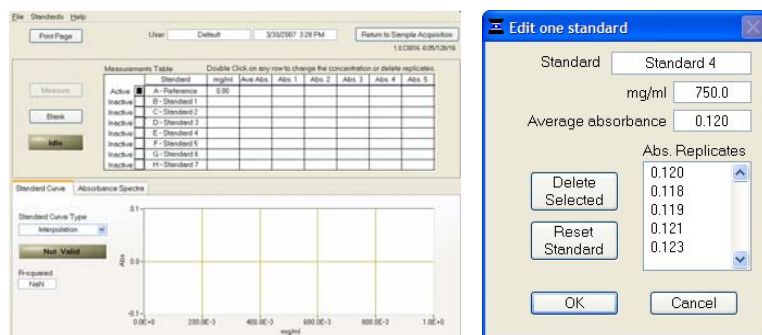 File Standards Help
Print Page User Default 3/30/2007 3:28 PM Return to Sample Acquisition
Measurements Table Double Click on any row to change the concentration or delete replicates.
Standard mg/ml Ave Abs. Abs. 1 Abs. 2 Abs. 3 Abs. 4 Abs. 5
Measure
Active A - Reference 0.00
Inactive B - Standard 1
Blank
Inactive C - Standard 2
Inactive D - Standard 3
Idle
Inactive E - Standard 4
Inactive F - Standard 5
Inactive G - Standard 6
Inactive H - Standard 7
Standard Curve Absorbance Spectra
Standard Curve Type
Interpolation
Not Valid
R-squared
NaN
Abs
0.1
0.0
-0.1
0.0E+0 200.0E-3 400.0E-3 600.0E-3 800.0E-3 1.0E+0
mg/ml
Edit one standard
Standard Standard 4
mg/ml 750.0
Average absorbance 0.120
Abs. Replicates
0.120
0.118
0.119
0.121
0.123
Delete
Selected
Reset
Standard
OK Cancel